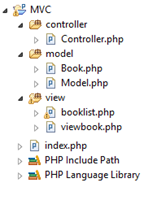 MVC
controller
Controller.php
model
Book.php
Model.php
view
booklist.php
viewbook.php
index.php
PHP Include Path
PHP Language Library